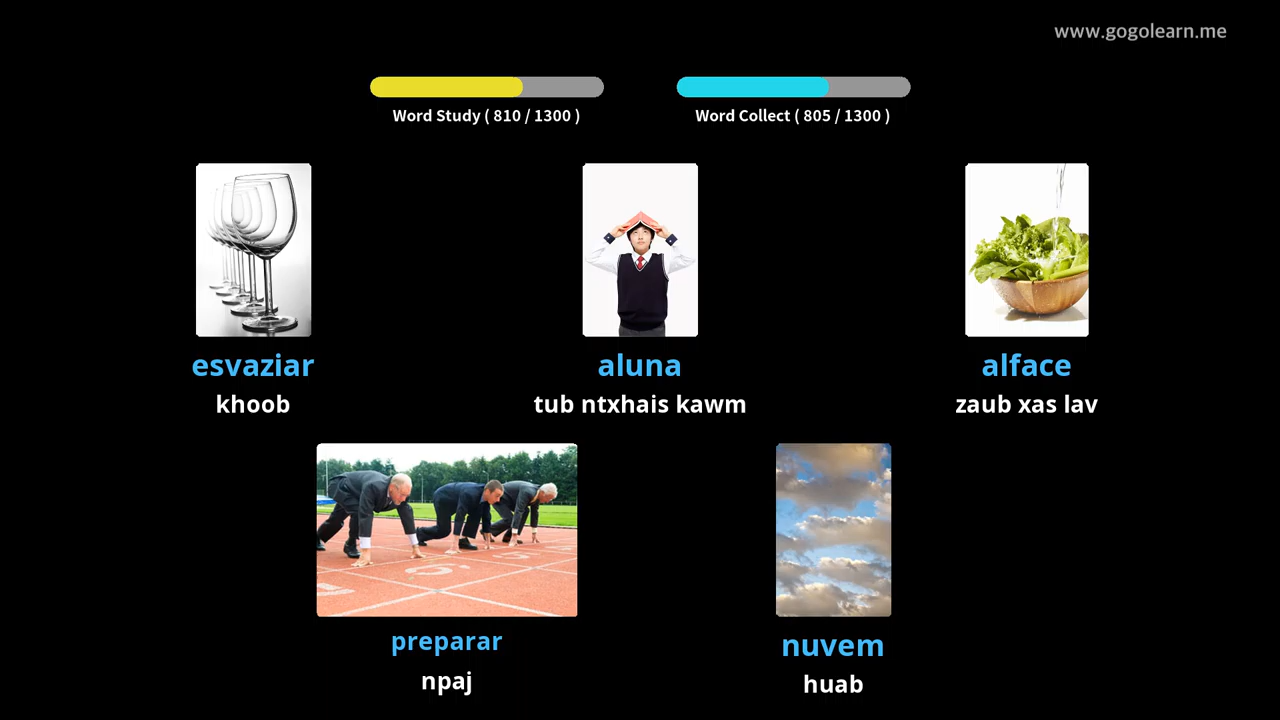 www.gogolearn.me
Word Study ( 810 / 1300 )
Word Collect ( 805 / 1300 )
esvaziar
khoob
aluna
tub ntxhais kawm
alface
zaub xas lav
preparar
npaj
nuvem
huab